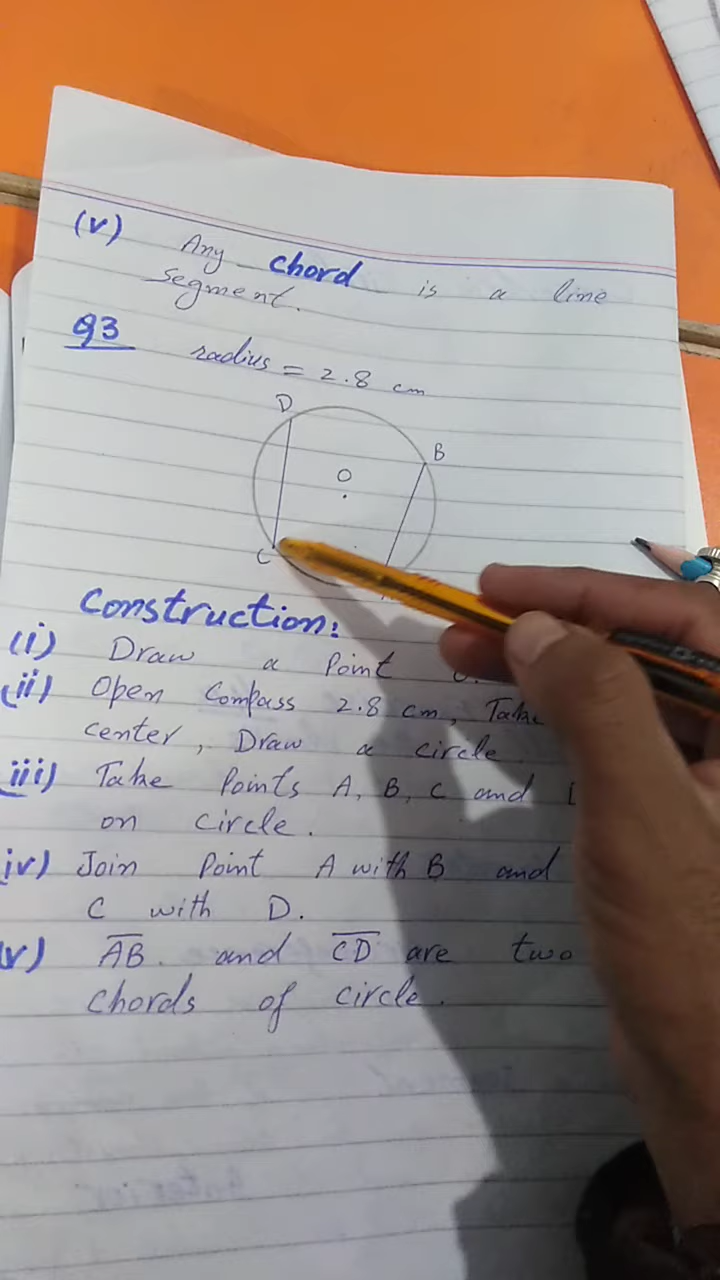 (v) Any chord is a line
segment.
Q3 radius = 2.8 cm
D
B
O
C
Construction:
(i) Draw a Point O.
(ii) Open Compass 2.8 cm, Take
center, Draw a circle
(iii) Take Points A, B, C and
on circle.
iv) Join Point A with B and
C with D.
(v) AB. and CD are two
Chords of circle.